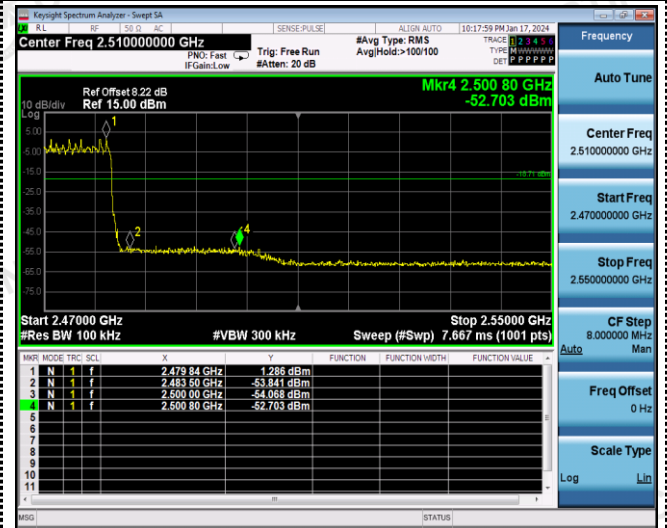 Keysight Spectrum Analyzer - Swept SA
RL RF 50 Ω AC SENSE:PULSE ALIGN AUTO 10:17:59 PM Jan 17, 2024
Center Freq 2.510000000 GHz
PNO: Fast
IFGain:Low
Trig: Free Run
#Atten: 20 dB
#Avg Type: RMS
Avg|Hold:>100/100
TRACE 1 2 3 4 5 6
TYPE M W W W W W
DET P P P P P P
Ref Offset 8.22 dB
10 dB/div Ref 15.00 dBm
Mkr4 2.500 80 GHz
-52.703 dBm
Log
5.00
-5.00
-15.0
-25.0
-35.0
-45.0
-55.0
-65.0
-75.0
1
2
4
-18.71 dBm
Start 2.47000 GHz Stop 2.55000 GHz
#Res BW 100 kHz #VBW 300 kHz Sweep (#Swp) 7.667 ms (1001 pts)
MKR MODE TRC SCL X Y FUNCTION FUNCTION WIDTH FUNCTION VALUE
1 N 1 f 2.479 84 GHz 1.286 dBm
2 N 1 f 2.483 50 GHz -53.841 dBm
3 N 1 f 2.500 00 GHz -54.068 dBm
4 N 1 f 2.500 80 GHz -52.703 dBm
5
6
7
8
9
10
11
MSG STATUS
Frequency
Auto Tune
Center Freq
2.510000000 GHz
Start Freq
2.470000000 GHz
Stop Freq
2.550000000 GHz
CF Step
8.000000 MHz
Auto Man
Freq Offset
0 Hz
Scale Type
Log Lin